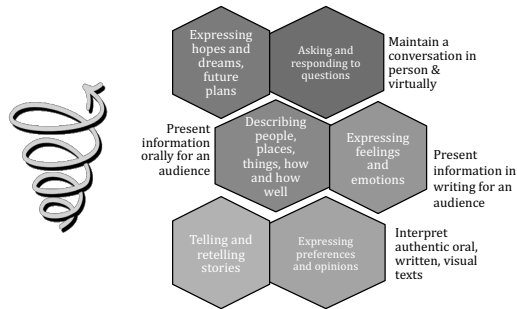 Expressing
hopes and
dreams,
future
plans
Asking and
responding to
questions
Maintain a
conversation in
person &
virtually
Present
information
orally for an
audience
Describing
people,
places,
things, how
and how
well
Expressing
feelings
and
emotions
Present
information in
writing for an
audience
Telling and
retelling
stories
Expressing
preferences
and opinions
Interpret
authentic oral,
written, visual
texts